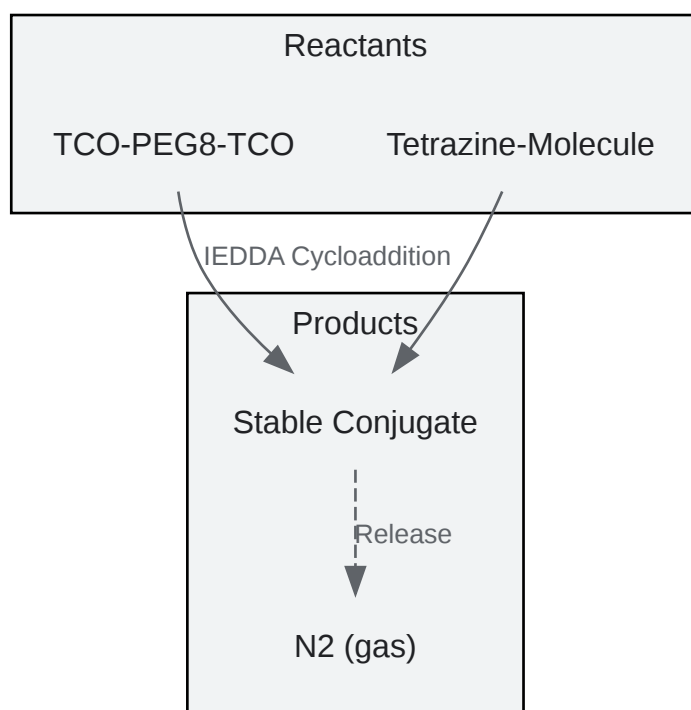 Reactants
TCO-PEG8-TCO
Tetrazine-Molecule
IEDDA Cycloaddition
Products
Stable Conjugate
Release
N2 (gas)